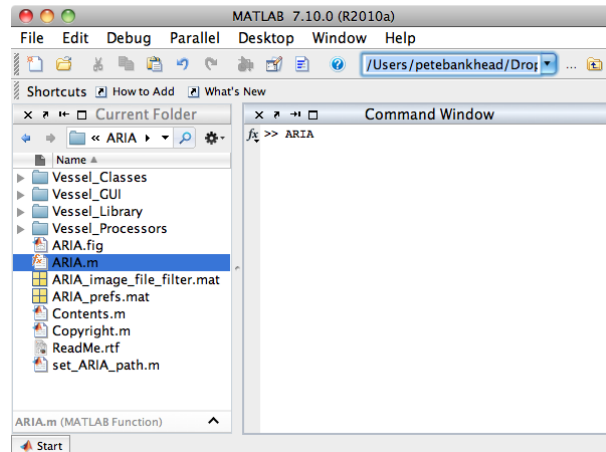 MATLAB 7.10.0 (R2010a)
File Edit Debug Parallel Desktop Window Help
/Users/petebankhead/Drop ...
Shortcuts How to Add What's New
Current Folder
Command Window
« ARIA
fx >> ARIA
Name
Vessel_Classes
Vessel_GUI
Vessel_Library
Vessel_Processors
ARIA.fig
ARIA.m
ARIA_image_file_filter.mat
ARIA_prefs.mat
Contents.m
Copyright.m
ReadMe.rtf
set_ARIA_path.m
ARIA.m (MATLAB Function)
Start